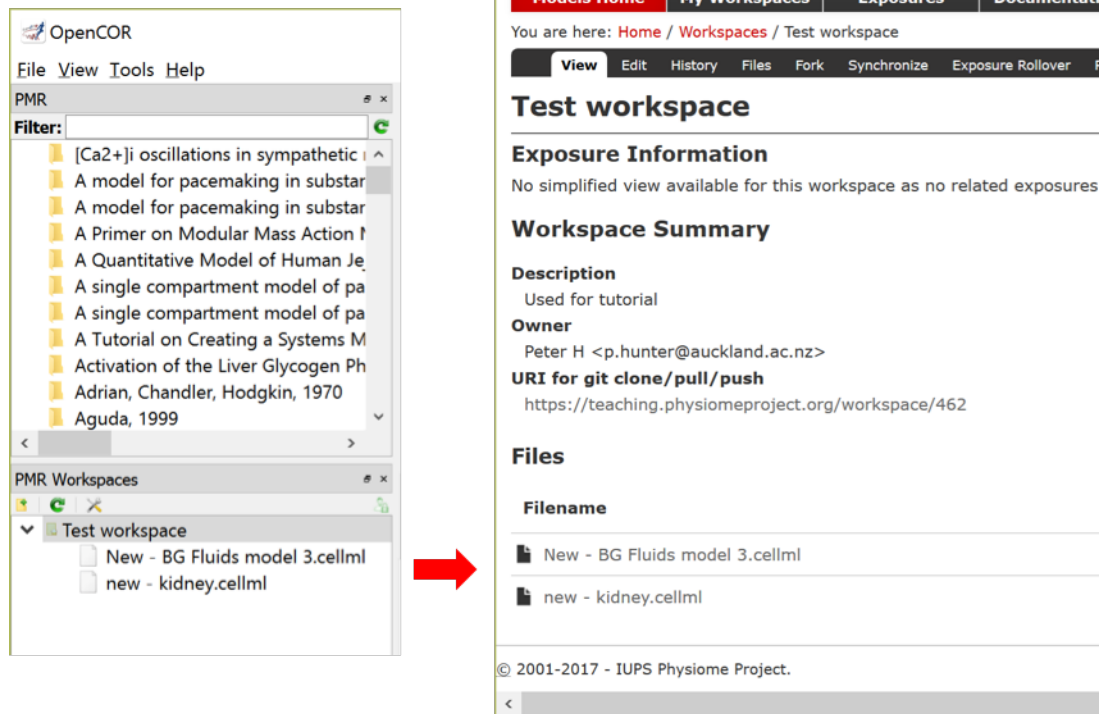 OpenCOR
File View Tools Help
PMR
Filter:
[Ca2+]i oscillations in sympathetic
A model for pacemaking in substan
A model for pacemaking in substan
A Primer on Modular Mass Action
A Quantitative Model of Human Je
A single compartment model of pa
A single compartment model of pa
A Tutorial on Creating a Systems M
Activation of the Liver Glycogen Ph
Adrian, Chandler, Hodgkin, 1970
Aguda, 1999
PMR Workspaces
Test workspace
New - BG Fluids model 3.cellml
new - kidney.cellml
Models Home My Workspaces Exposures Documentati
You are here: Home / Workspaces / Test workspace
View Edit History Files Fork Synchronize Exposure Rollover
Test workspace
Exposure Information
No simplified view available for this workspace as no related exposures
Workspace Summary
Description
Used for tutorial
Owner
Peter H <p.hunter@auckland.ac.nz>
URI for git clone/pull/push
https://teaching.physiomeproject.org/workspace/462
Files
Filename
New - BG Fluids model 3.cellml
new - kidney.cellml
© 2001-2017 - IUPS Physiome Project.